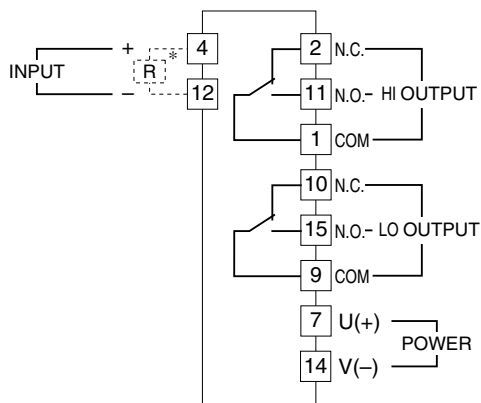 4 2 N.C.
+ * R
INPUT
– 12 11 N.O. HI OUTPUT
1 COM
10 N.C.
15 N.O. LO OUTPUT
9 COM
7 U(+)
POWER
14 V(–)